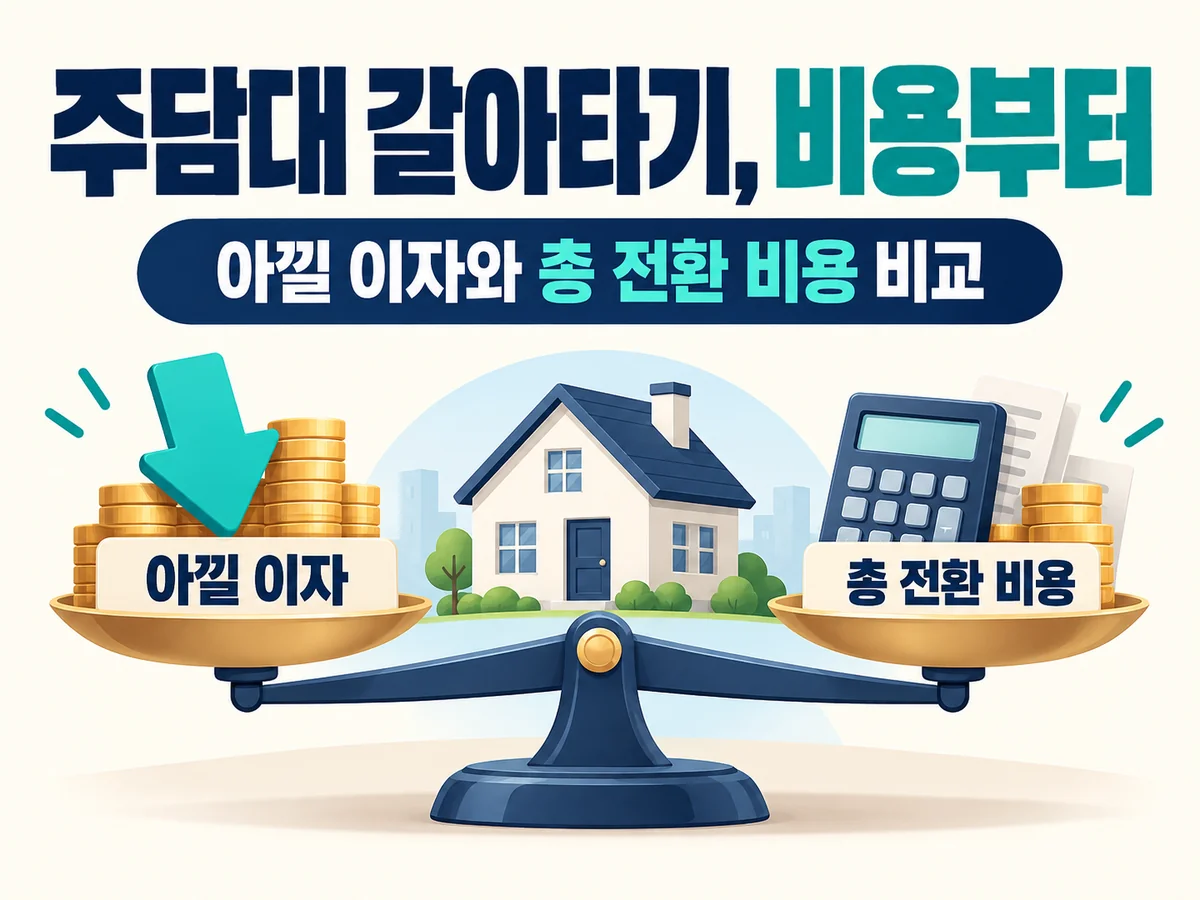 주담대 갈아타기, 비용부터
아낄 이자와 총 전환 비용 비교
아낄 이자
총 전환 비용